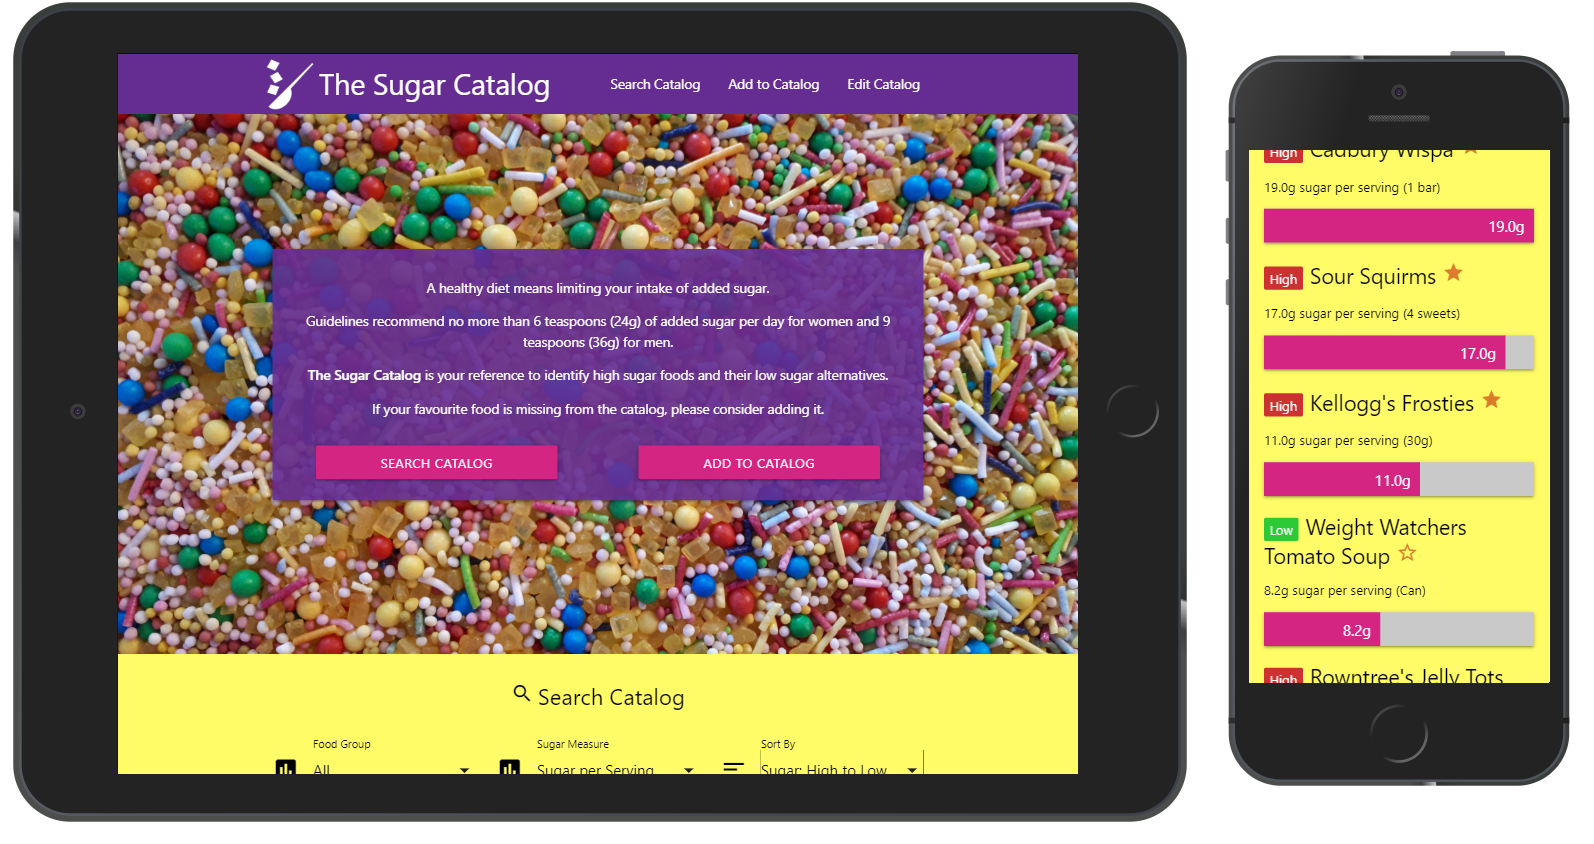 The Sugar Catalog
Search Catalog
Add to Catalog
Edit Catalog
A healthy diet means limiting your intake of added sugar.
Guidelines recommend no more than 6 teaspoons (24g) of added sugar per day for women and 9
teaspoons (36g) for men.
The Sugar Catalog is your reference to identify high sugar foods and their low sugar alternatives.
If your favourite food is missing from the catalog, please consider adding it.
SEARCH CATALOG
ADD TO CATALOG
Search Catalog
Food Group
Sugar Measure
Sort By
All
Sugar per Serving
Sugar: High to Low
High Cadbury Wispa
19.0g sugar per serving (1 bar)
19.0g
High Sour Squirms
17.0g sugar per serving (4 sweets)
17.0g
High Kellogg's Frosties
11.0g sugar per serving (30g)
11.0g
Low Weight Watchers
Tomato Soup
8.2g sugar per serving (Can)
8.2g
High Rowntree's Jelly Tots